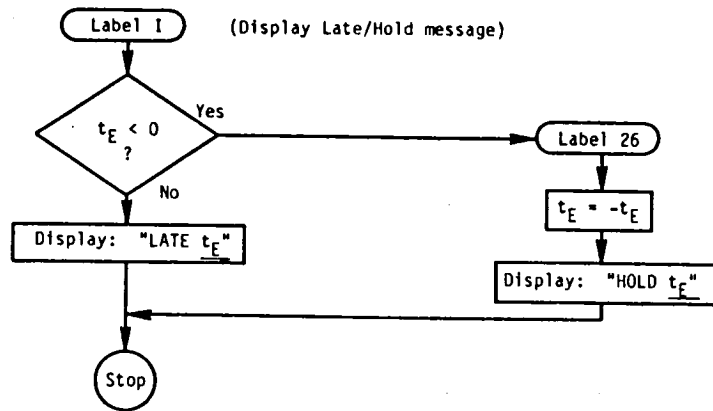 Label I
(Display Late/Hold message)
t_E < 0
?
Yes
No
Label 26
t_E = -t_E
Display: "LATE t_E"
Display: "HOLD t_E"
Stop